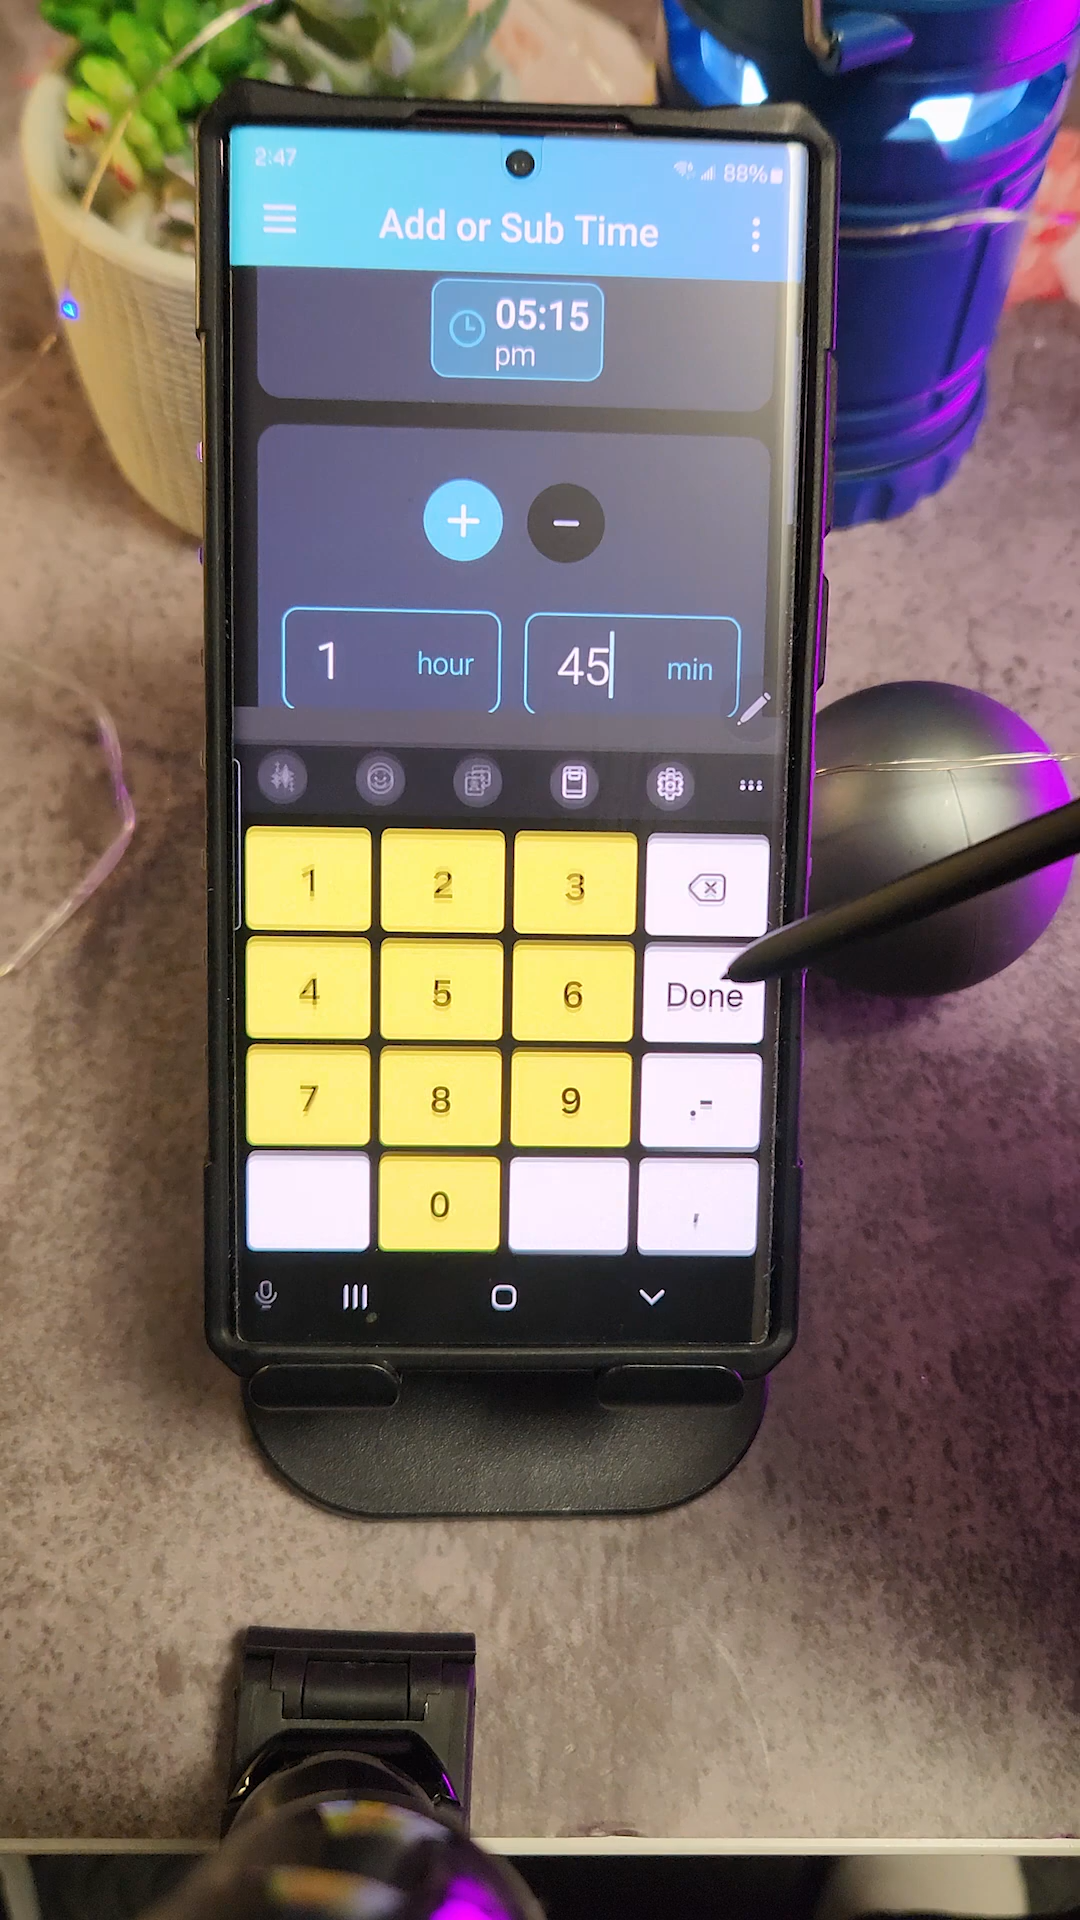 2:47 88%
Add or Sub Time
05:15
pm
+ −
1 hour 45 min
1 2 3
4 5 6 Done
7 8 9 .-
0 ,